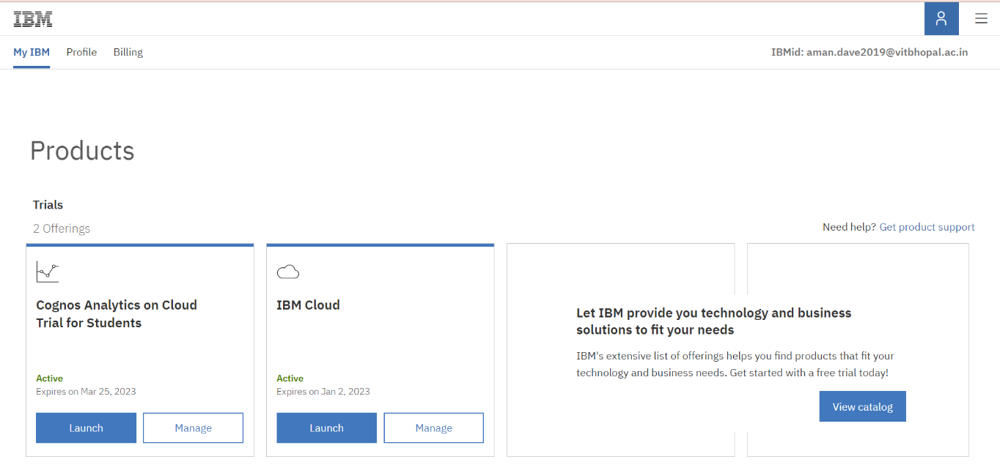 IBM
My IBM Profile Billing IBMid: aman.dave2019@vitbhopal.ac.in
Products
Trials
2 Offerings
Need help? Get product support
Cognos Analytics on Cloud
Trial for Students
Active
Expires on Mar 25, 2023
Launch Manage
IBM Cloud
Active
Expires on Jan 2, 2023
Launch Manage
Let IBM provide you technology and business
solutions to fit your needs
IBM's extensive list of offerings helps you find products that fit your
technology and business needs. Get started with a free trial today!
View catalog